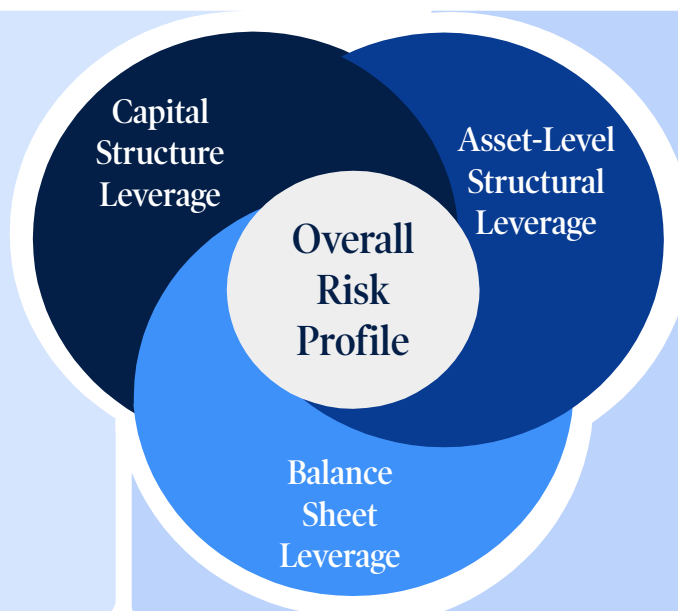 Capital
Structure
Leverage
Asset-Level
Structural
Leverage
Overall
Risk
Profile
Balance
Sheet
Leverage